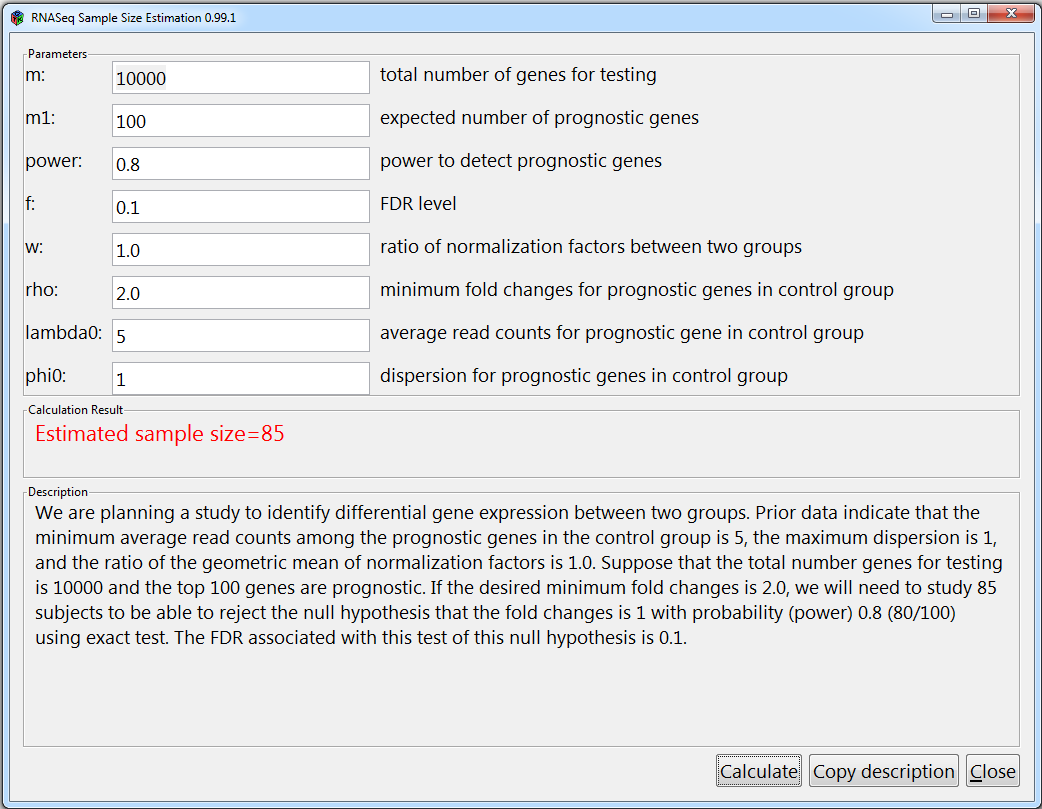 RNASeq Sample Size Estimation 0.99.1
Parameters
m: 10000 total number of genes for testing
m1: 100 expected number of prognostic genes
power: 0.8 power to detect prognostic genes
f: 0.1 FDR level
w: 1.0 ratio of normalization factors between two groups
rho: 2.0 minimum fold changes for prognostic genes in control group
lambda0: 5 average read counts for prognostic gene in control group
phi0: 1 dispersion for prognostic genes in control group
Calculation Result
Estimated sample size=85
Description
We are planning a study to identify differential gene expression between two groups. Prior data indicate that the
minimum average read counts among the prognostic genes in the control group is 5, the maximum dispersion is 1,
and the ratio of the geometric mean of normalization factors is 1.0. Suppose that the total number genes for testing
is 10000 and the top 100 genes are prognostic. If the desired minimum fold changes is 2.0, we will need to study 85
subjects to be able to reject the null hypothesis that the fold changes is 1 with probability (power) 0.8 (80/100)
using exact test. The FDR associated with this test of this null hypothesis is 0.1.
Calculate Copy description Close